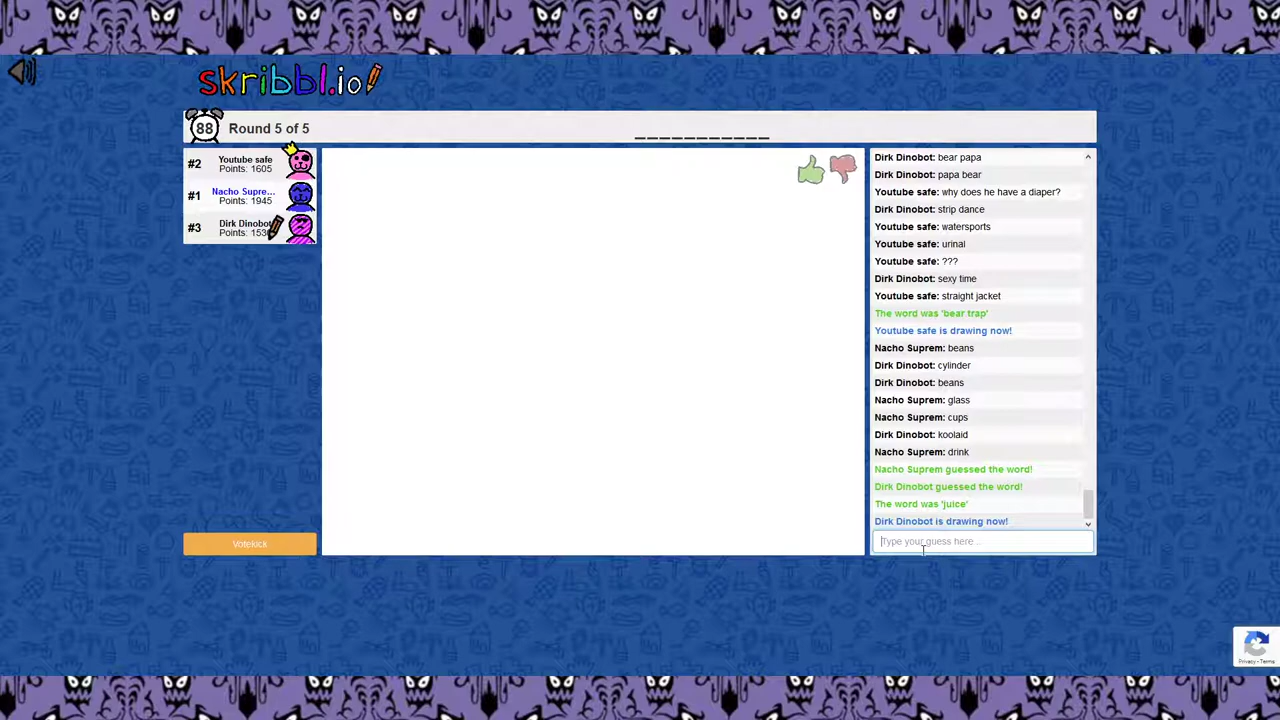 skribbl.io
88
Round 5 of 5
___________
#2
Youtube safe
Points: 1605
#1
Nacho Supre...
Points: 1945
#3
Dirk Dinobot
Points: 153
Votekick
Dirk Dinobot: bear papa
Dirk Dinobot: papa bear
Youtube safe: why does he have a diaper?
Dirk Dinobot: strip dance
Youtube safe: watersports
Youtube safe: urinal
Youtube safe: ???
Dirk Dinobot: sexy time
Youtube safe: straight jacket
The word was 'bear trap'
Youtube safe is drawing now!
Nacho Suprem: beans
Dirk Dinobot: cylinder
Dirk Dinobot: beans
Nacho Suprem: glass
Nacho Suprem: cups
Dirk Dinobot: koolaid
Nacho Suprem: drink
Nacho Suprem guessed the word!
Dirk Dinobot guessed the word!
The word was 'juice'
Dirk Dinobot is drawing now!
Type your guess here...
Privacy - Terms